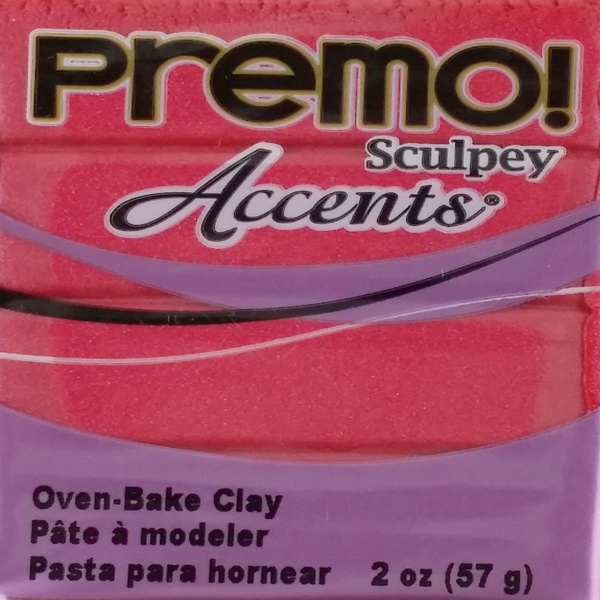 Premo!
Sculpey
Accents®
Oven-Bake Clay
Pâte à modeler
Pasta para hornear 2 oz (57 g)